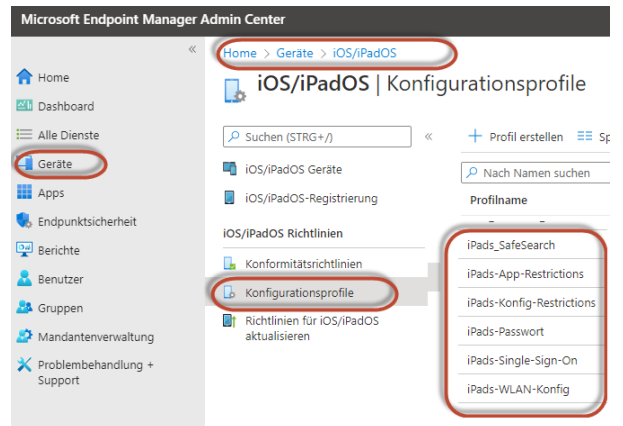 Microsoft Endpoint Manager Admin Center
«
Home
Dashboard
Alle Dienste
Geräte
Apps
Endpunktsicherheit
Berichte
Benutzer
Gruppen
Mandantenverwaltung
Problembehandlung +
Support
Home > Geräte > iOS/iPadOS
iOS/iPadOS | Konfigurationsprofile
Suchen (STRG+/)
«
iOS/iPadOS Geräte
iOS/iPadOS-Registrierung
iOS/iPadOS Richtlinien
Konformitätsrichtlinien
Konfigurationsprofile
Richtlinien für iOS/iPadOS
aktualisieren
+ Profil erstellen Sp
Nach Namen suchen
Profilname
iPads_SafeSearch
iPads-App-Restrictions
iPads-Konfig-Restrictions
iPads-Passwort
iPads-Single-Sign-On
iPads-WLAN-Konfig